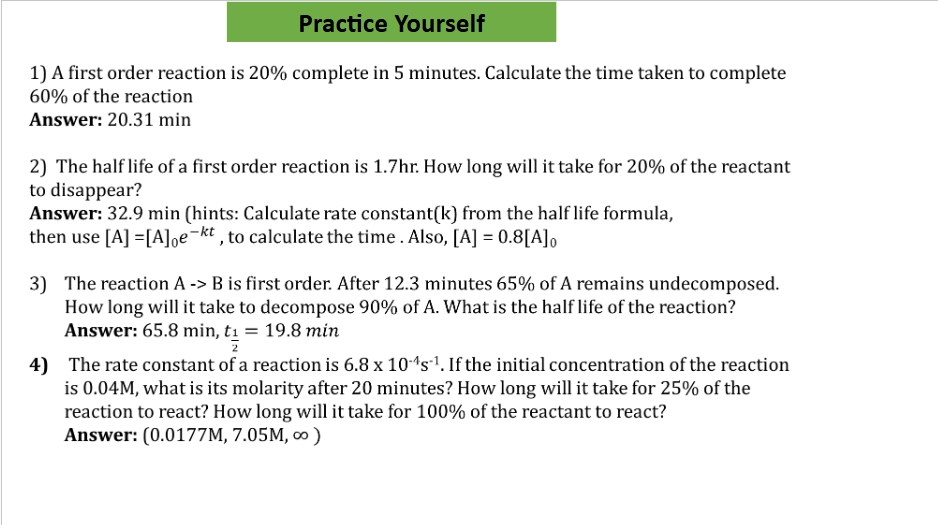 Practice Yourself
1) A first order reaction is 20% complete in 5 minutes. Calculate the time taken to complete
60% of the reaction
Answer: 20.31 min
2) The half life of a first order reaction is 1.7hr. How long will it take for 20% of the reactant
to disappear?
Answer: 32.9 min (hints: Calculate rate constant(k) from the half life formula,
then use [A] =[A]₀e⁻ᵏᵗ , to calculate the time . Also, [A] = 0.8[A]₀
3) The reaction A -> B is first order. After 12.3 minutes 65% of A remains undecomposed.
How long will it take to decompose 90% of A. What is the half life of the reaction?
Answer: 65.8 min, t₁/₂ = 19.8 min
4) The rate constant of a reaction is 6.8 x 10⁻⁴s⁻¹. If the initial concentration of the reaction
is 0.04M, what is its molarity after 20 minutes? How long will it take for 25% of the
reaction to react? How long will it take for 100% of the reactant to react?
Answer: (0.0177M, 7.05M, ∞ )